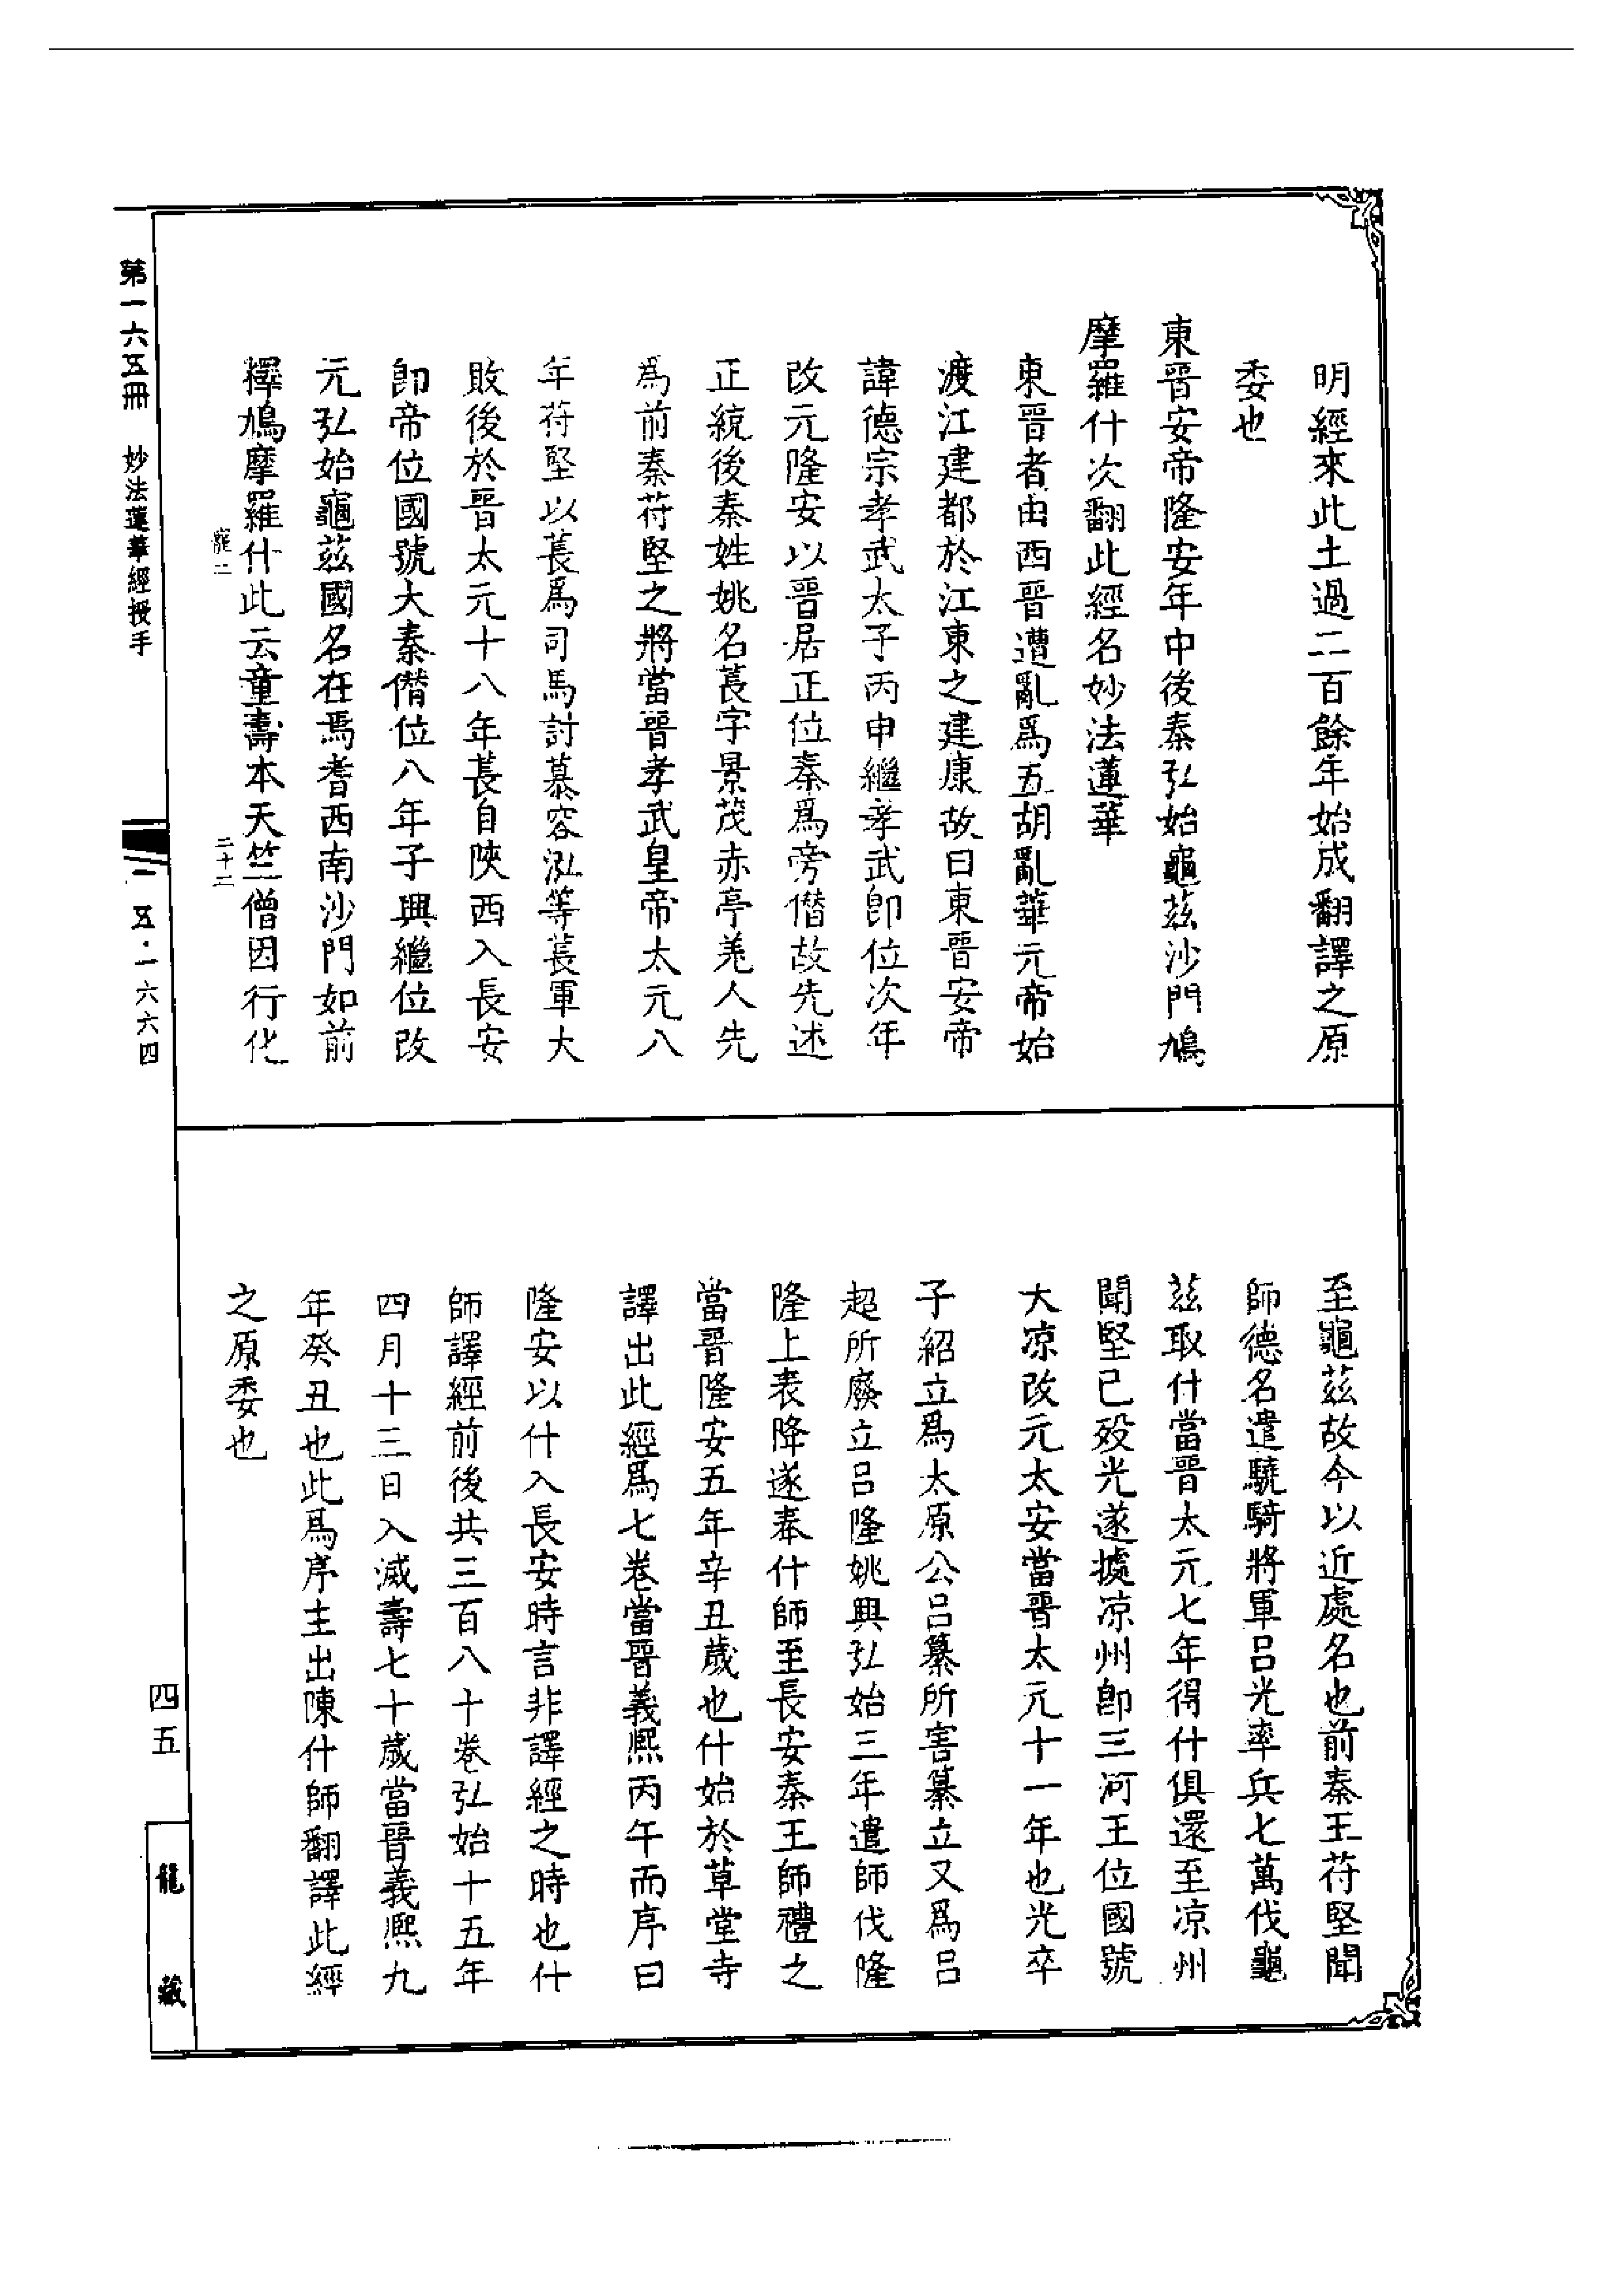 明經來此土過二百餘年始成翻譯之原
委也
東晉安帝隆安年中後秦弘始龜茲沙門鳩
摩羅什次翻此經名妙法蓮華
東晉者由西晉遭亂爲五胡亂華元帝始
渡江建都於江東之建康故曰東晉安帝
諱德宗孝武太子丙申繼孝武即位次年
改元隆安以晉居正位秦爲旁僭故先述
正統後秦姓姚名萇字景茂赤亭羌人先
爲前秦苻堅之將當晉孝武皇帝太元八
年苻堅以萇爲司馬討慕容泓等萇軍大
敗後於晉太元十八年萇自陝西入長安
即帝位國號大秦僭位八年子興繼位改
元弘始龜茲國名在焉耆西南沙門如前
釋鳩摩羅什此云童壽本天竺僧因行化
至龜茲故今以近處名也前秦王苻堅聞
師德名遣驍騎將軍呂光率兵七萬伐龜
茲取什當晉太元七年得什俱還至凉州
聞堅已歿光遂據凉州即三河王位國號
大凉改元太安當晉太元十一年也光卒
子紹立爲太原公呂纂所害纂立又爲呂
超所廢立呂隆姚興弘始三年遣師伐隆
隆上表降遂奉什師至長安秦王師禮之
當晉隆安五年辛丑歲也什始於草堂寺
譯出此經爲七卷當晉義熙丙午而序曰
隆安以什入長安時言非譯經之時也什
師譯經前後共三百八十卷弘始十五年
四月十三日入滅壽七十歲當晉義熙九
年癸丑也此爲序主出陳什師翻譯此經
之原委也
第一六五冊　妙法蓮華經授手
二十二
一五·一六六四
四五
龍藏